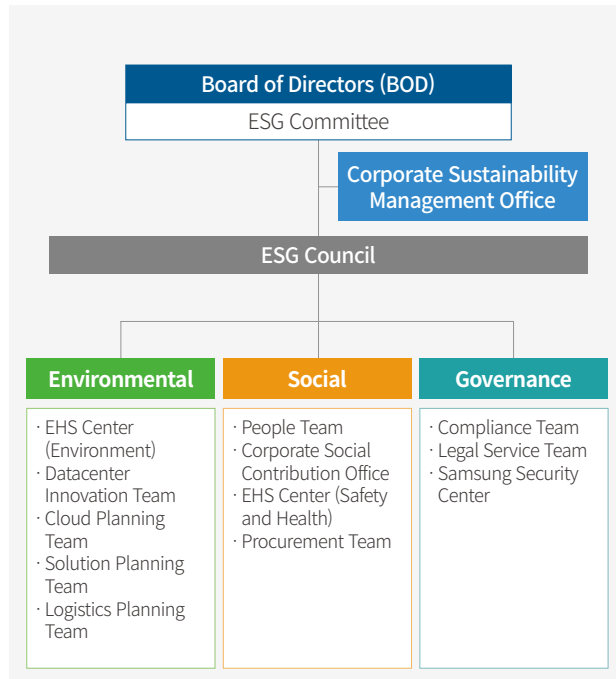 Board of Directors (BOD)
ESG Committee
Corporate Sustainability
Management Office
ESG Council
Environmental
· EHS Center
(Environment)
· Datacenter
Innovation Team
· Cloud Planning
Team
· Solution Planning
Team
· Logistics Planning
Team
Social
· People Team
· Corporate Social
Contribution Office
· EHS Center (Safety
and Health)
· Procurement Team
Governance
· Compliance Team
· Legal Service Team
· Samsung Security
Center